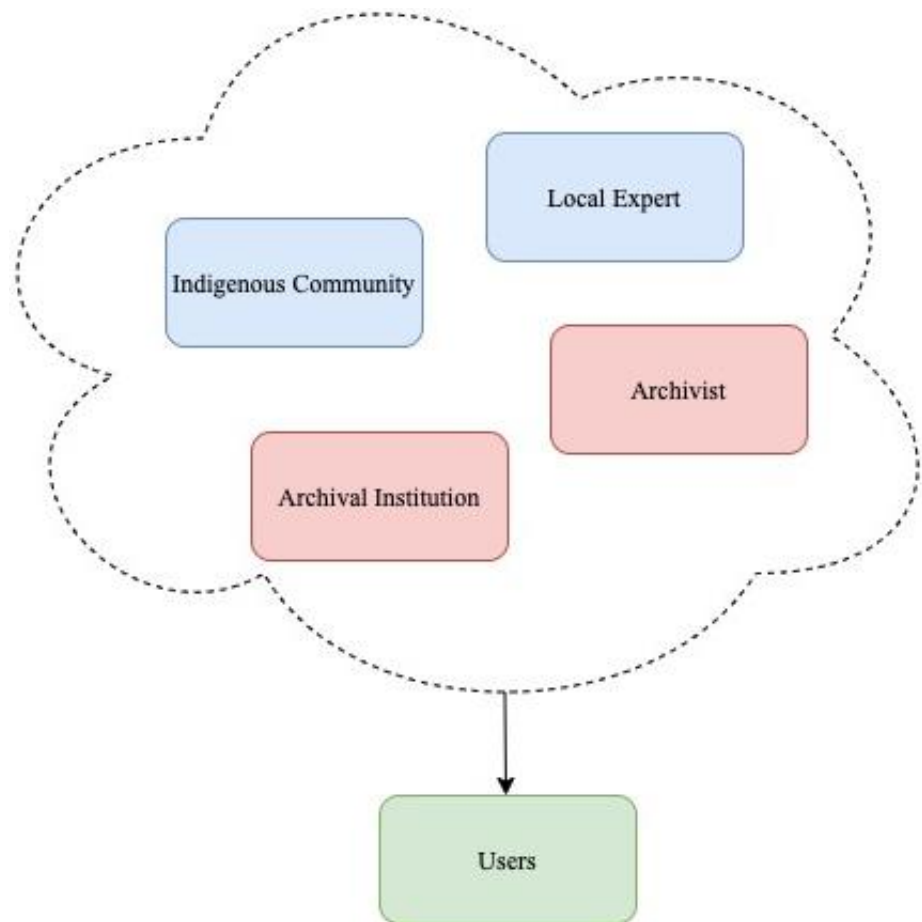 Local Expert
Indigenous Community
Archivist
Archival Institution
Users